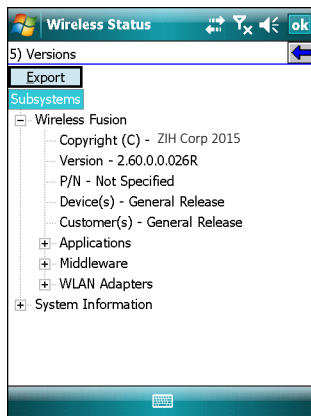 Wireless Status ok
5) Versions
Export
Subsystems
Wireless Fusion
Copyright (C) - ZIH Corp 2015
Version - 2.60.0.0.026R
P/N - Not Specified
Device(s) - General Release
Customer(s) - General Release
Applications
Middleware
WLAN Adapters
System Information